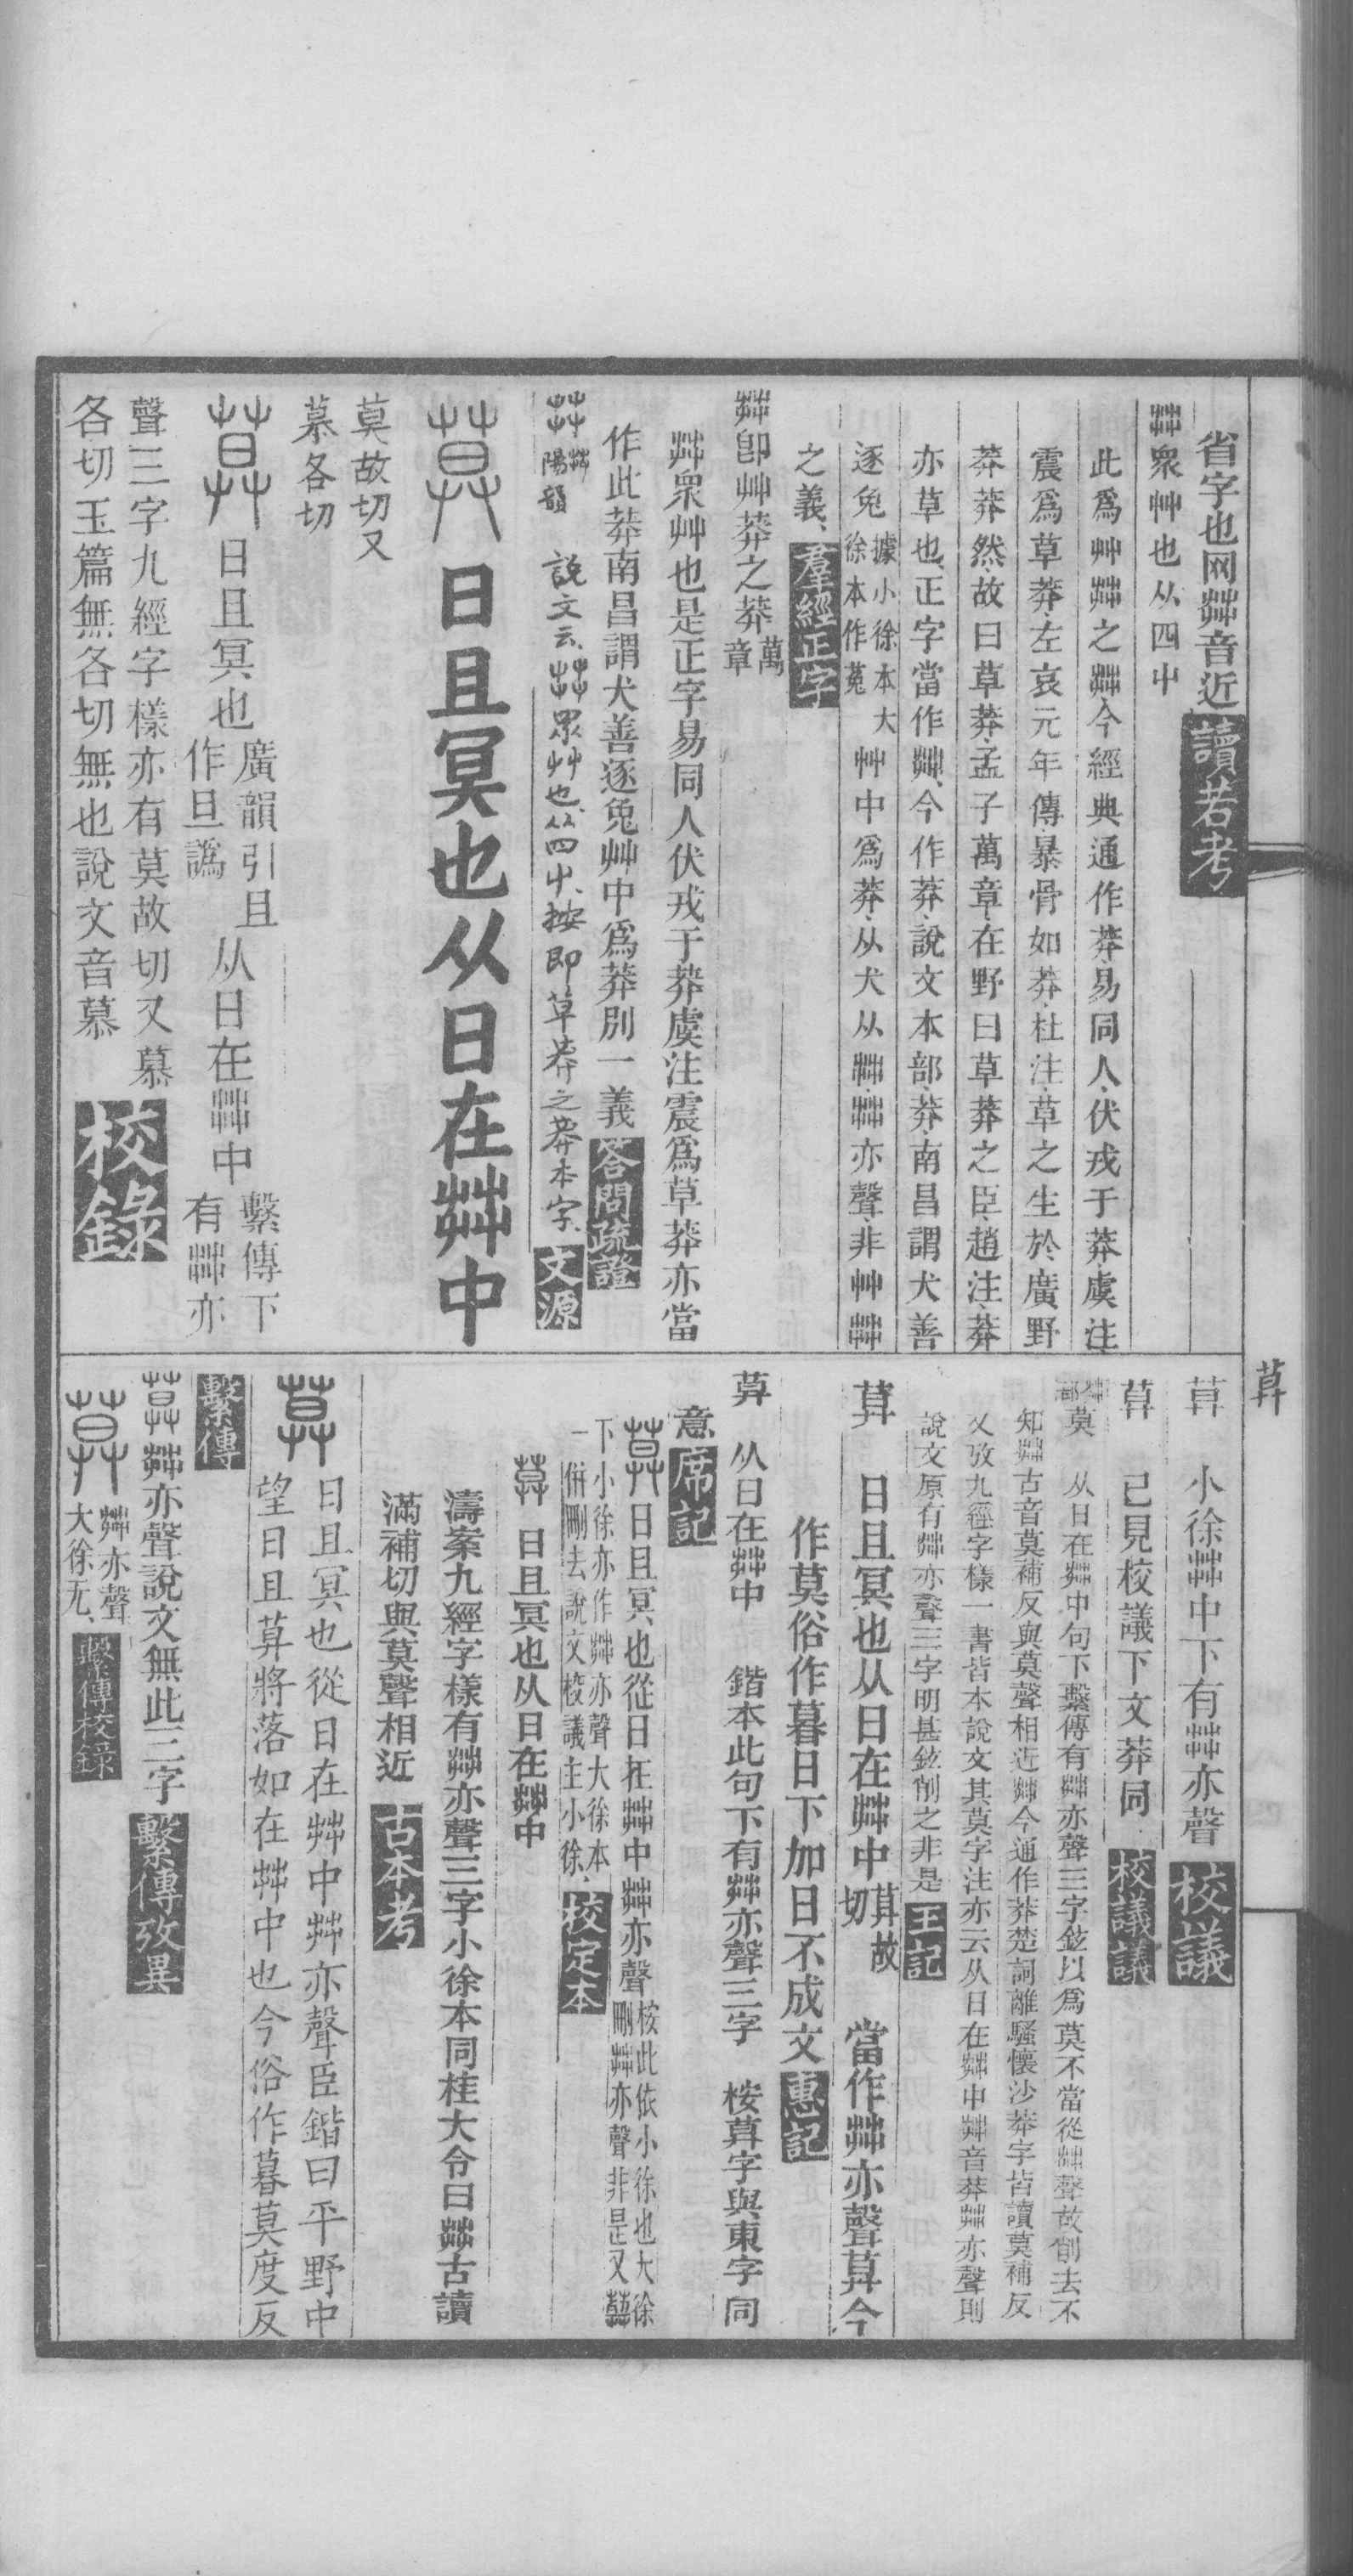 省字也网茻音近讀若考
茻衆艸也从四屮
此爲艸茻之茻今經典通作莽易同人伏戎于莽虞注
震爲草莽左哀元年傳暴骨如莽杜注草之生於廣野
莽莽然故曰草莽孟子萬章在野曰草莽之臣趙注莽
亦草也正字當作茻今作莽說文本部莽南昌謂犬善
逐兔據小徐本大徐本作菟艸中爲莽从犬从茻茻亦聲非艸茻
之義羣經正字
茻卽艸莽之莽萬章
茻衆艸也是正字易同人伏戎于莽虞注震爲草莽亦當
作此莽南昌謂犬善逐兔艸中爲莽別一義答問疏證
茻茻陽韻 說文云茻眾艸也从四屮按即草莽之莽本字文源
莫 日且冥也从日在茻中
莫故切又
慕各切
莫 日且冥也廣韻引且作旦譌从日在茻中繫傳下有茻亦
聲三字九經字樣亦有莫故切又慕
各切玉篇無各切無也說文音慕校錄
莫
莫 小徐茻中下有茻亦聲校議
莫 已見校議下文莽同校議議
茻部莫 从日在茻中句下繫傳有茻亦聲三字鉉以爲莫不當從茻聲故削去不
知茻古音莫補反與莫聲相近茻今通作莽楚詞離騷懷沙莽字皆讀莫補反
又攷九經字樣一書皆本說文其莫字注亦云从日在茻中茻音莽茻亦聲則
說文原有茻亦聲三字明甚鉉削之非是王記
莫 日且冥也从日在茻中莫故切 當作茻亦聲莫今
作莫俗作暮日下加日不成文惠記
莫 从日在茻中 鍇本此句下有茻亦聲三字 桉莫字與東字同
意席記
莫日且冥也從日在茻中茻亦聲桉此依小徐也大徐刪茻亦聲非是又
下小徐亦作茻亦聲大徐本一倂刪去說文校議主小徐校定本
莫 日且冥也从日在茻中
濤案九經字樣有茻亦聲三字小徐本同桂大令曰茻古讀
滿補切與莫聲相近古本考
莫 日且冥也從日在茻中茻亦聲臣鍇曰平野中
望日且莫將落如在茻中也今俗作暮莫度反
繫傳
莫茻亦聲說文無此三字繫傳攷異
莫 茻亦聲大徐无繫傳校錄